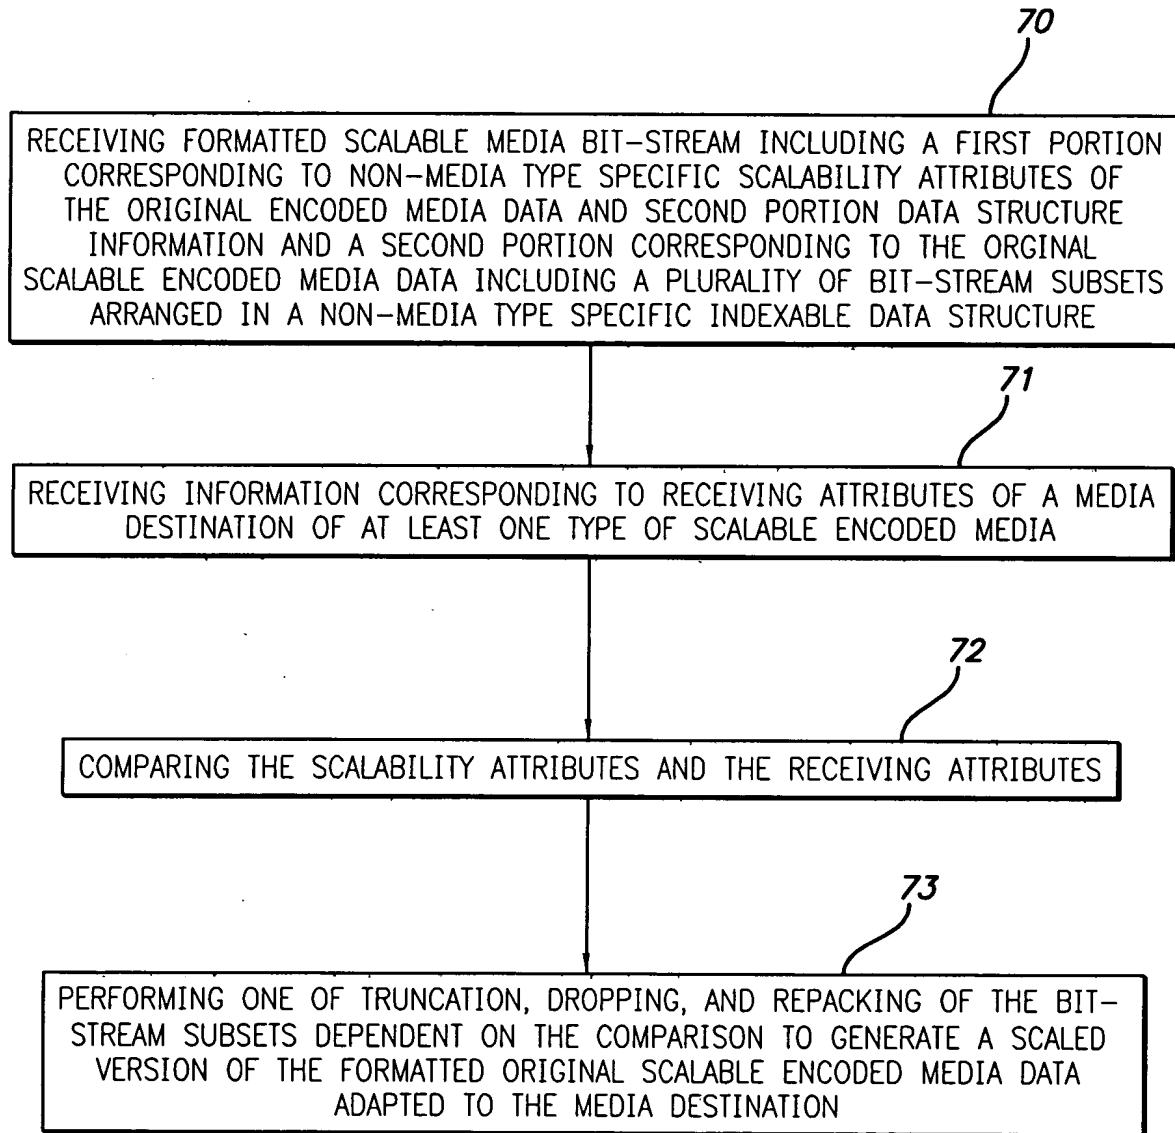 70
RECEIVING FORMATTED SCALABLE MEDIA BIT-STREAM INCLUDING A FIRST PORTION
CORRESPONDING TO NON-MEDIA TYPE SPECIFIC SCALABILITY ATTRIBUTES OF
THE ORIGINAL ENCODED MEDIA DATA AND SECOND PORTION DATA STRUCTURE
INFORMATION AND A SECOND PORTION CORRESPONDING TO THE ORGINAL
SCALABLE ENCODED MEDIA DATA INCLUDING A PLURALITY OF BIT-STREAM SUBSETS
ARRANGED IN A NON-MEDIA TYPE SPECIFIC INDEXABLE DATA STRUCTURE
71
RECEIVING INFORMATION CORRESPONDING TO RECEIVING ATTRIBUTES OF A MEDIA
DESTINATION OF AT LEAST ONE TYPE OF SCALABLE ENCODED MEDIA
72
COMPARING THE SCALABILITY ATTRIBUTES AND THE RECEIVING ATTRIBUTES
73
PERFORMING ONE OF TRUNCATION, DROPPING, AND REPACKING OF THE BIT-
STREAM SUBSETS DEPENDENT ON THE COMPARISON TO GENERATE A SCALED
VERSION OF THE FORMATTED ORIGINAL SCALABLE ENCODED MEDIA DATA
ADAPTED TO THE MEDIA DESTINATION